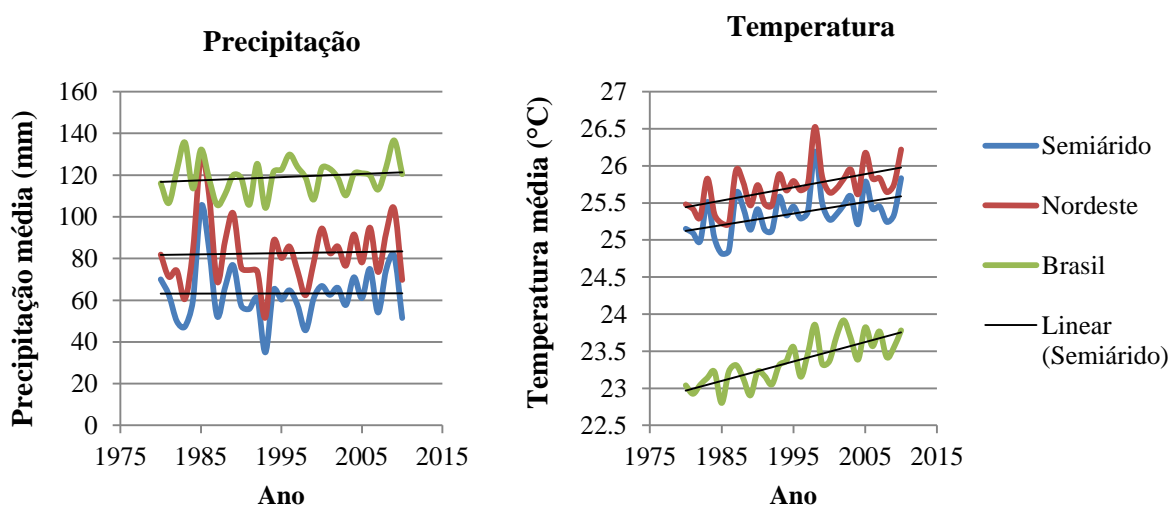 Precipitação
Precipitação média (mm)
160
140
120
100
80
60
40
20
0
1975
1985
1995
2005
2015
Ano
Temperatura
Temperatura média (°C)
27
26.5
26
25.5
25
24.5
24
23.5
23
22.5
1975
1985
1995
2005
2015
Ano
Semiárido
Nordeste
Brasil
Linear
(Semiárido)